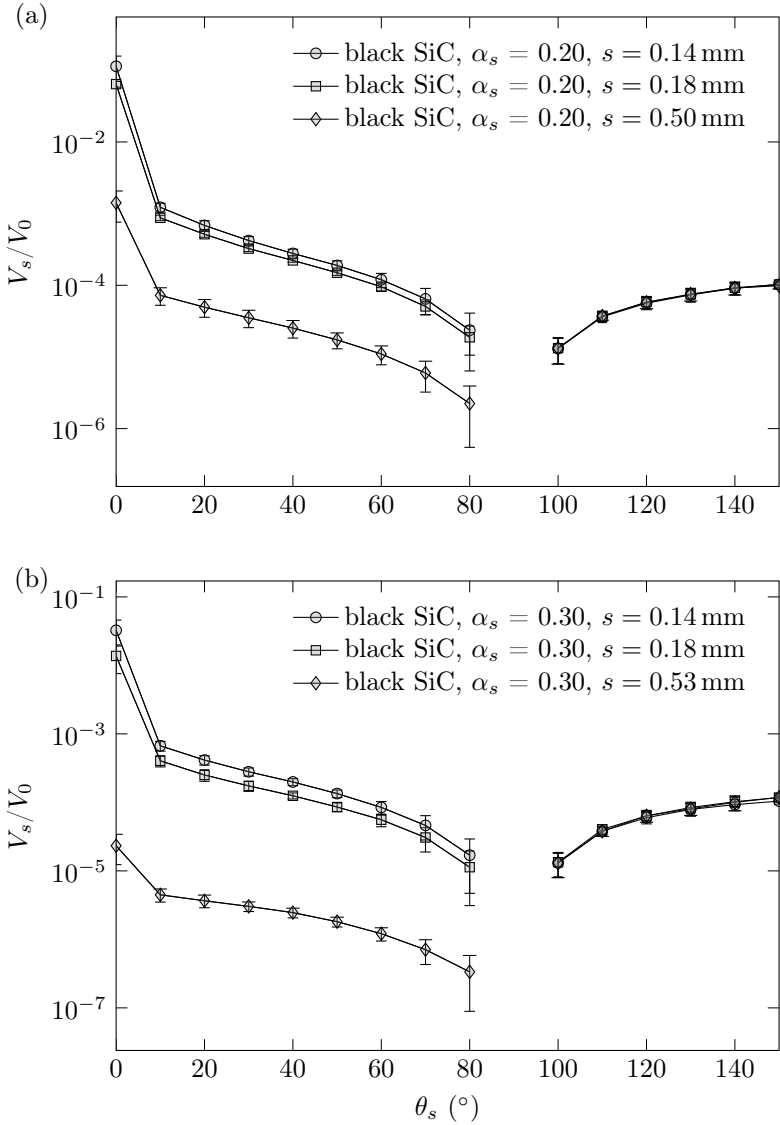 (a)
black SiC, αₛ = 0.20, s = 0.14 mm
black SiC, αₛ = 0.20, s = 0.18 mm
black SiC, αₛ = 0.20, s = 0.50 mm
10⁻²
10⁻⁴
10⁻⁶
Vₛ/V₀
0 20 40 60 80 100 120 140
(b)
10⁻¹
black SiC, αₛ = 0.30, s = 0.14 mm
black SiC, αₛ = 0.30, s = 0.18 mm
black SiC, αₛ = 0.30, s = 0.53 mm
10⁻³
10⁻⁵
10⁻⁷
Vₛ/V₀
0 20 40 60 80 100 120 140
θₛ (°)